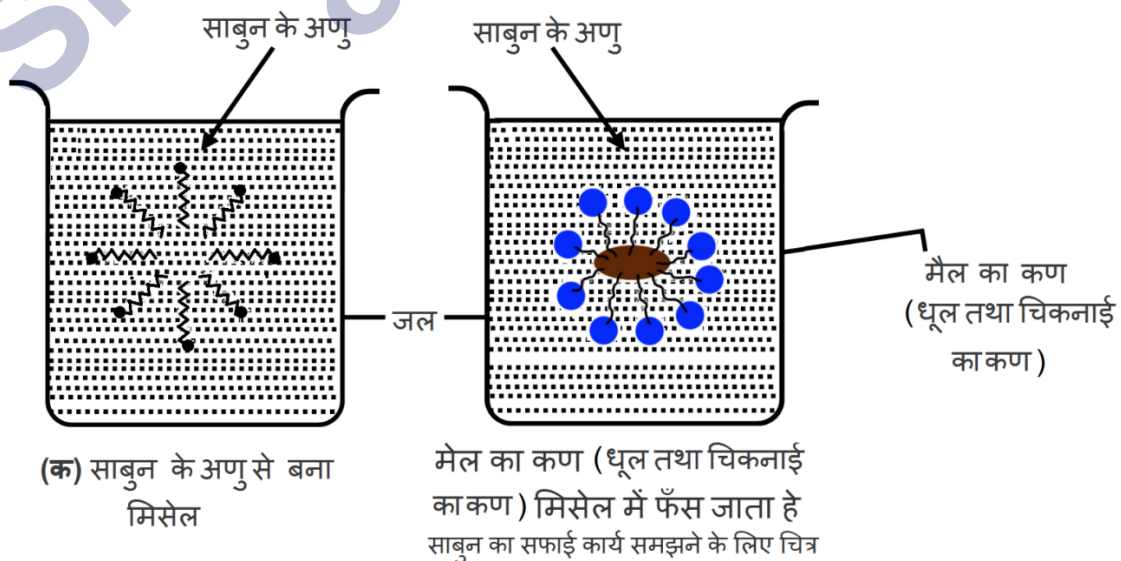 साबुन के अणु
साबुन के अणु
जल
मैल का कण
(धूल तथा चिकनाई
का कण )
(क) साबुन के अणु से बना
मिसेल
मेल का कण (धूल तथा चिकनाई
का कण ) मिसेल में फँस जाता हे
साबुन का सफाई कार्य समझने के लिए चित्र